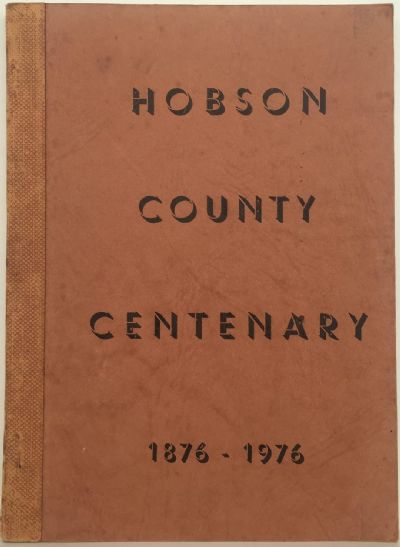 HOBSON
COUNTY
CENTENARY
1876 - 1976